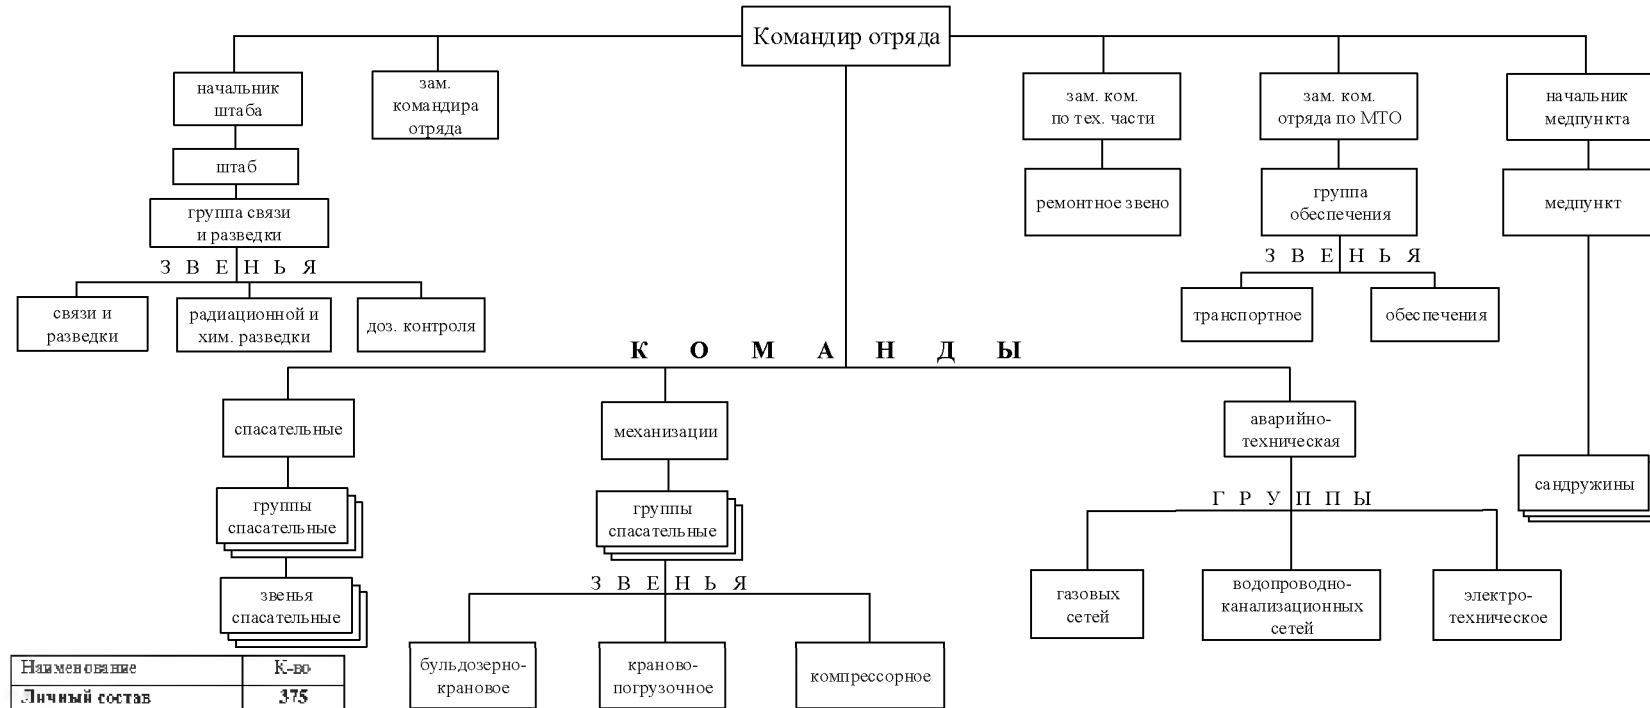 Командир отряда
начальник
штаба
зам.
командира
отряда
зам. ком.
по тех. части
зам. ком.
отряда по МТО
начальник
медпункта
штаб
группа связи
и разведки
ремонтное звено
группа
обеспечения
медпункт
З В Е Н Ь Я
З В Е Н Ь Я
связи и
разведки
радиационной и
хим. разведки
доз. контроля
транспортное
обеспечения
К О М А Н Д Ы
спасательные
механизации
аварийно-
техническая
группы
спасательные
группы
спасательные
Г Р У П П Ы
сандружины
звенья
спасательные
З В Е Н Ь Я
газовых
сетей
водопроводно-
канализационных
сетей
электро-
техническое
бульдозерно-
крановое
краново-
погрузочное
компрессорное
Наименование К-во
Личный состав 375